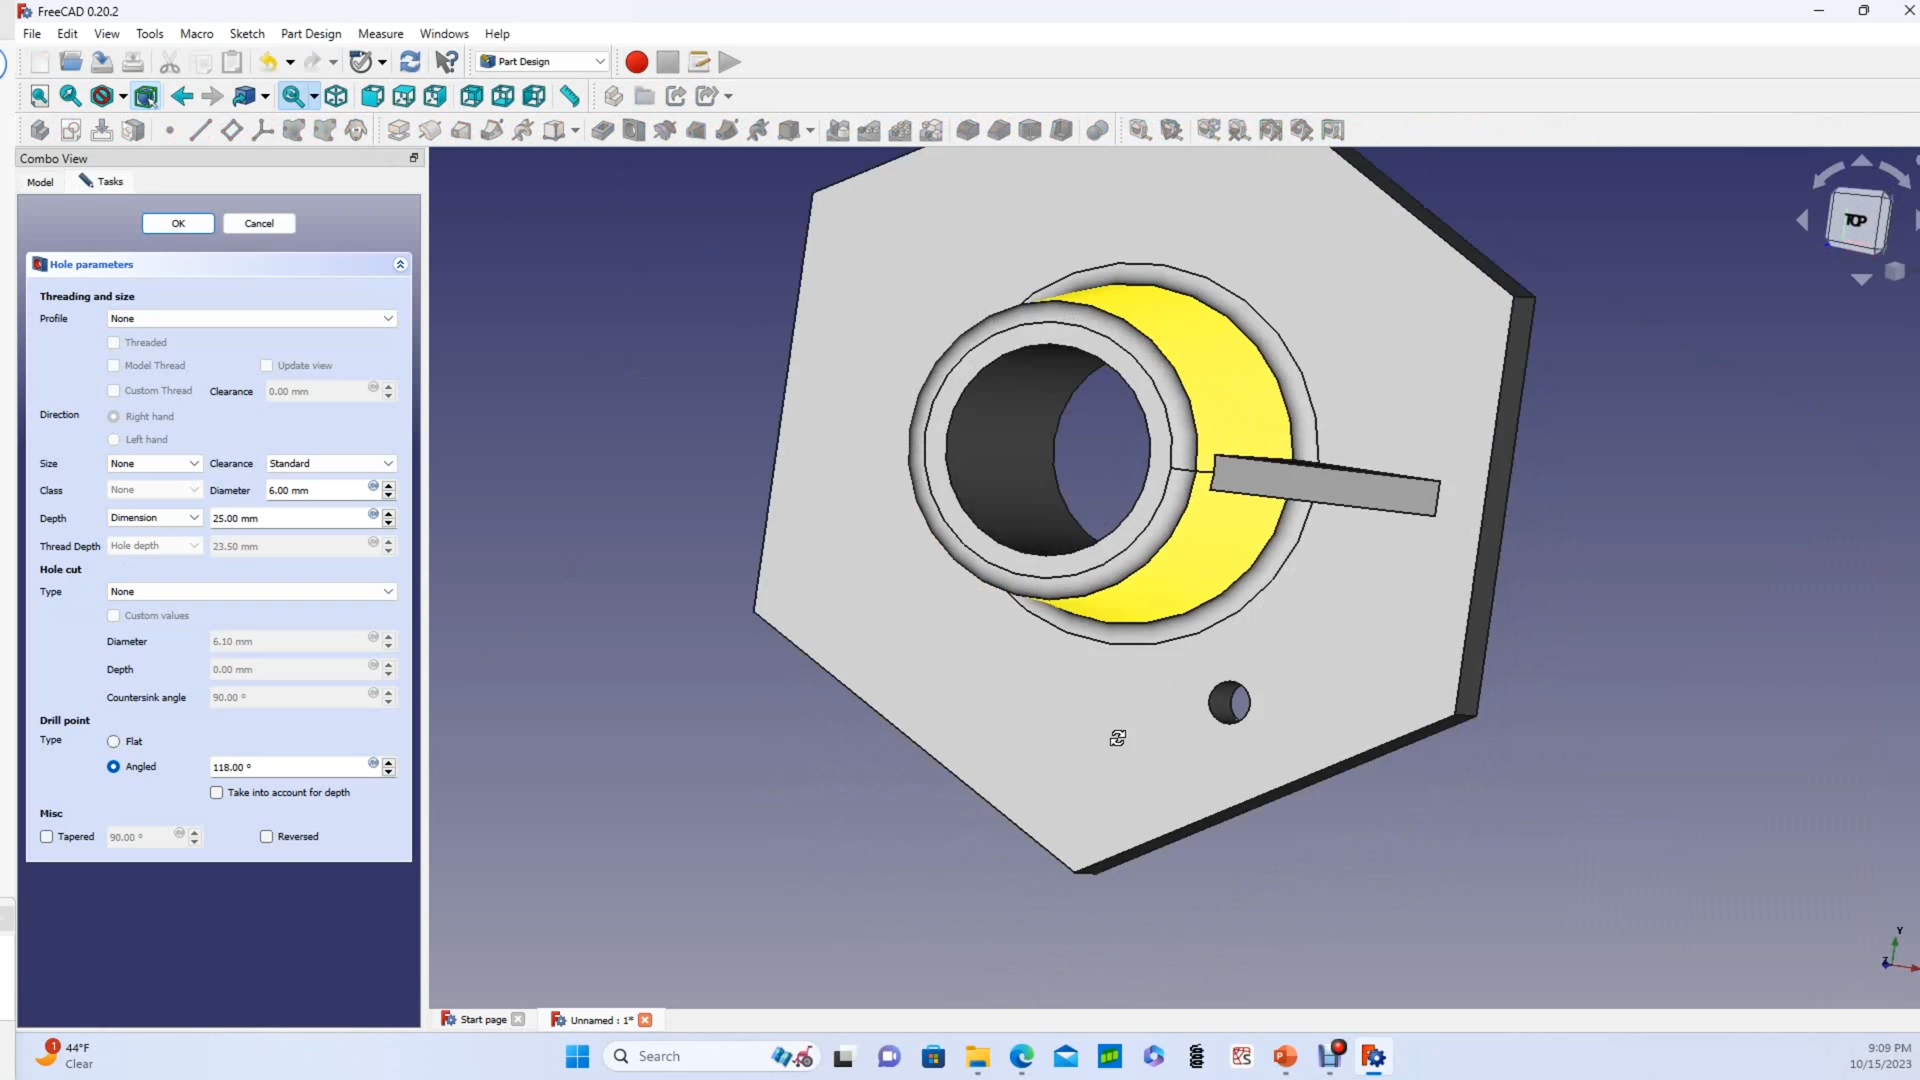 FreeCAD 0.20.2
File Edit View Tools Macro Sketch Part Design Measure Windows Help
Part Design
Combo View
Model Tasks
OK Cancel
Hole parameters
Threading and size
Profile None
Threaded
Model Thread Update view
Custom Thread Clearance 0.00 mm
Direction Right hand
Left hand
Size None Clearance Standard
Class None Diameter 6.00 mm
Depth Dimension 25.00 mm
Thread Depth Hole depth 23.50 mm
Hole cut
Type None
Custom values
Diameter 6.10 mm
Depth 0.00 mm
Countersink angle 90.00 °
Drill point
Type Flat
Angled 118.00 °
Take into account for depth
Misc
Tapered 90.00 ° Reversed
TOP
Y
Z
Start page Unnamed : 1*
1
44°F
Clear
Search
9:09 PM
10/15/2023